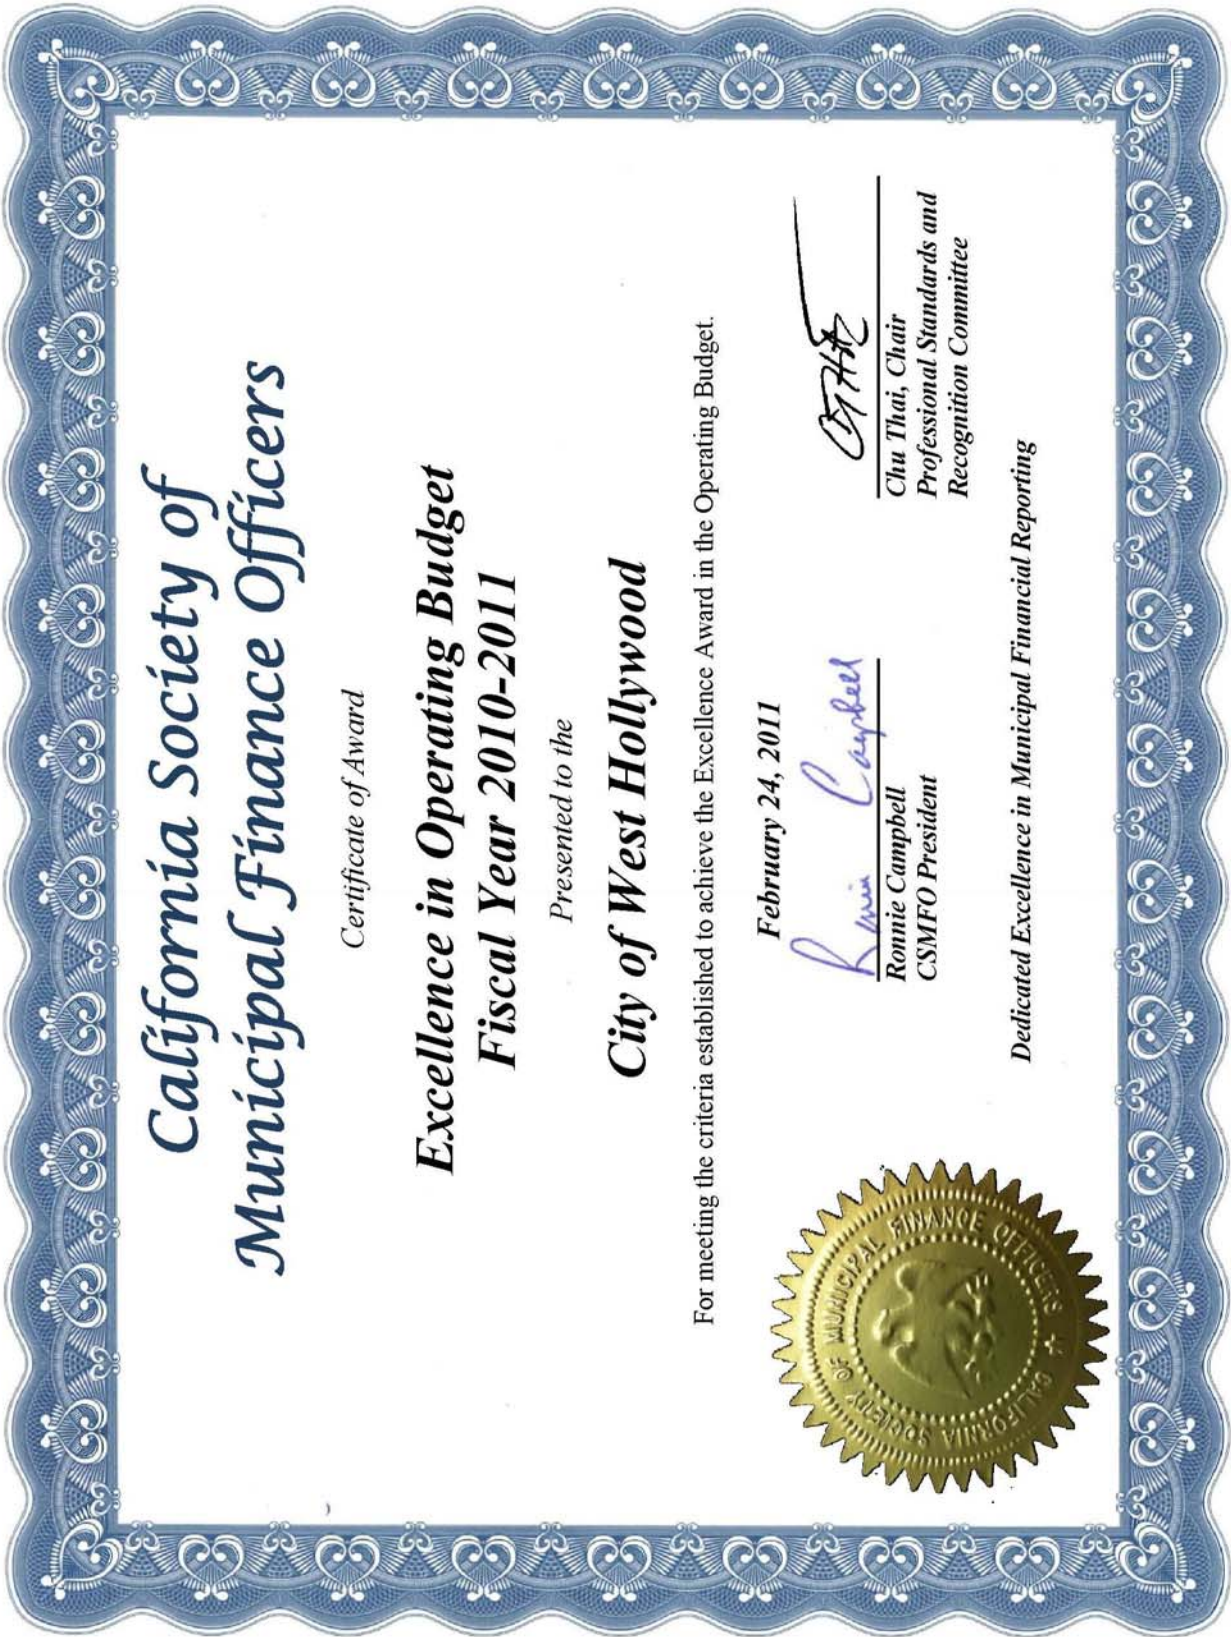 California Society of
Municipal Finance Officers
Certificate of Award
Excellence in Operating Budget
Fiscal Year 2010-2011
Presented to the
City of West Hollywood
For meeting the criteria established to achieve the Excellence Award in the Operating Budget.
February 24, 2011
Ronnie Campbell
Ronnie Campbell
CSMFO President
Chu Thai, Chair
Professional Standards and
Recognition Committee
Dedicated Excellence in Municipal Financial Reporting
CALIFORNIA SOCIETY OF MUNICIPAL FINANCE OFFICERS